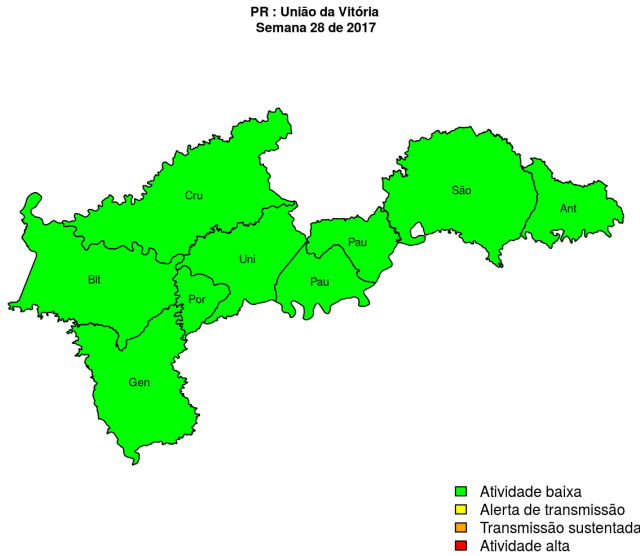 PR : União da Vitória
Semana 28 de 2017
Cru
São
Ant
Pau
Uni
Bit
Pau
Por
Gen
Atividade baixa
Alerta de transmissão
Transmissão sustentada
Atividade alta